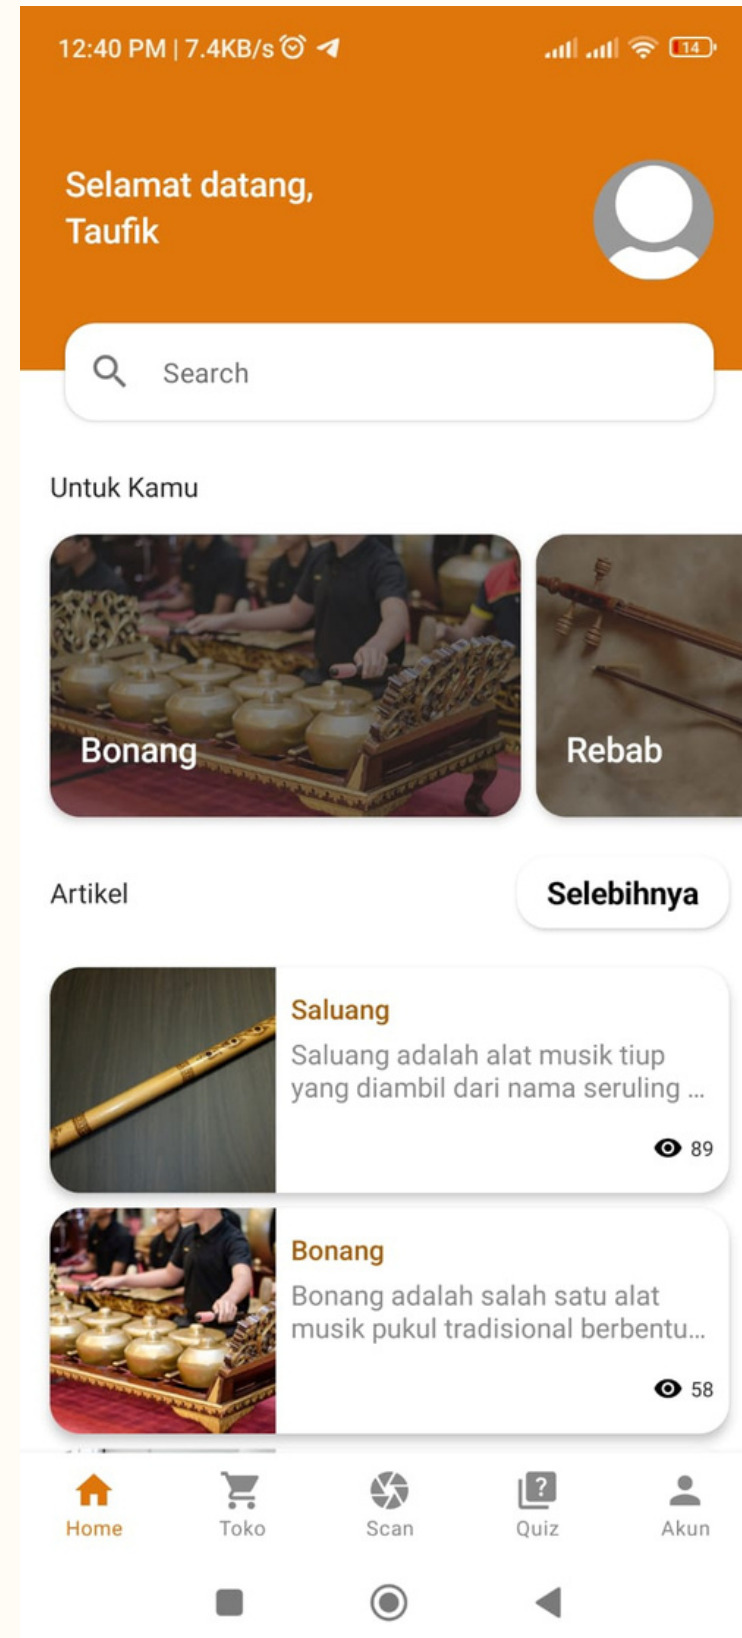 12:40 PM | 7.4KB/s
14
Selamat datang,
Taufik
Search
Untuk Kamu
Bonang
Rebab
Artikel
Selebihnya
Saluang
Saluang adalah alat musik tiup
yang diambil dari nama seruling ...
89
Bonang
Bonang adalah salah satu alat
musik pukul tradisional berbentu...
58
Home
Toko
Scan
Quiz
Akun